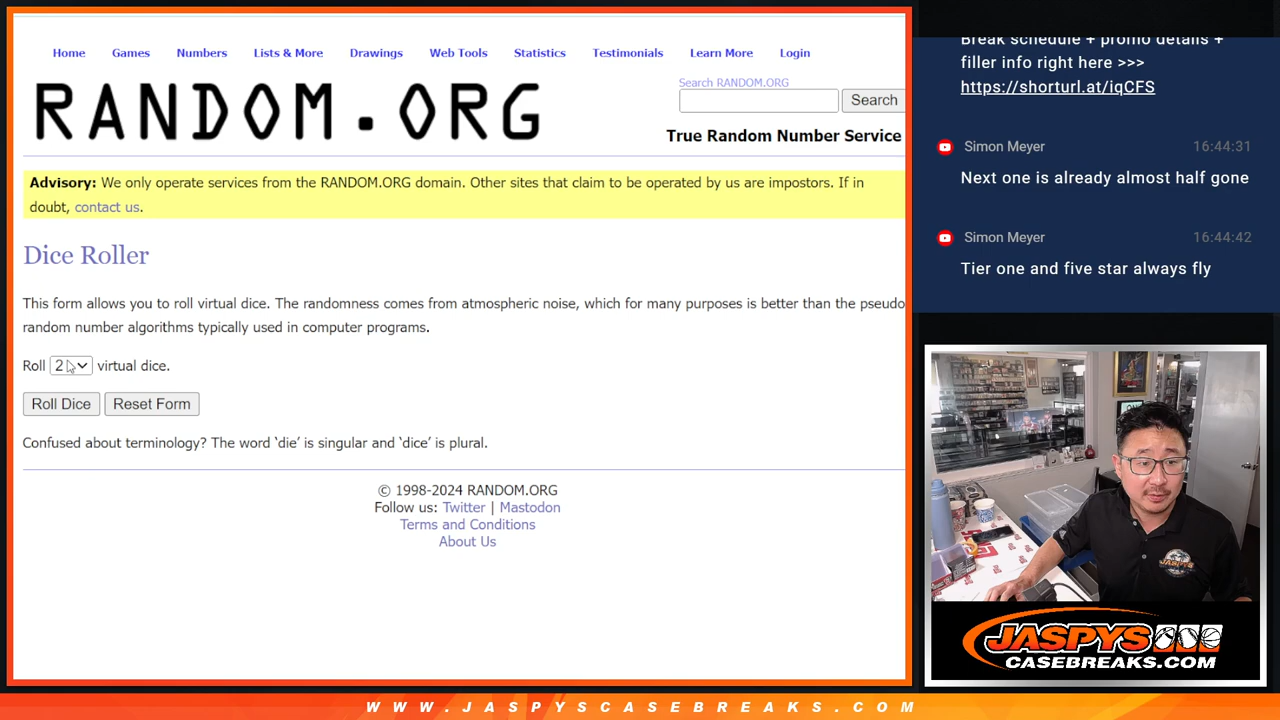 Home Games Numbers Lists & More Drawings Web Tools Statistics Testimonials Learn More Login
RANDOM.ORG
Search RANDOM.ORG
Search
True Random Number Service
Advisory: We only operate services from the RANDOM.ORG domain. Other sites that claim to be operated by us are impostors. If in
doubt, contact us.
Dice Roller
This form allows you to roll virtual dice. The randomness comes from atmospheric noise, which for many purposes is better than the pseudo
random number algorithms typically used in computer programs.
Roll 2 virtual dice.
Roll Dice Reset Form
Confused about terminology? The word ‘die’ is singular and ‘dice’ is plural.
© 1998-2024 RANDOM.ORG
Follow us: Twitter | Mastodon
Terms and Conditions
About Us
Break schedule + promo details +
filler info right here >>>
https://shorturl.at/iqCFS
Simon Meyer 16:44:31
Next one is already almost half gone
Simon Meyer 16:44:42
Tier one and five star always fly
JASPYS
JASPYS
CASEBREAKS.COM
WWW.JASPYSCASEBREAKS.COM